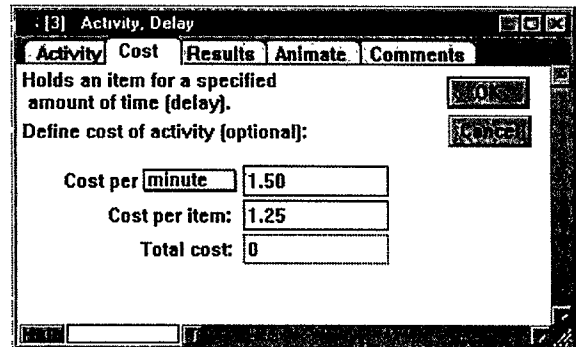 [3] Activity, Delay
Activity Cost Results Animate Comments
Holds an item for a specified
amount of time (delay).
OK
Define cost of activity (optional):
Cancel
Cost per minute 1.50
Cost per item: 1.25
Total cost: 0